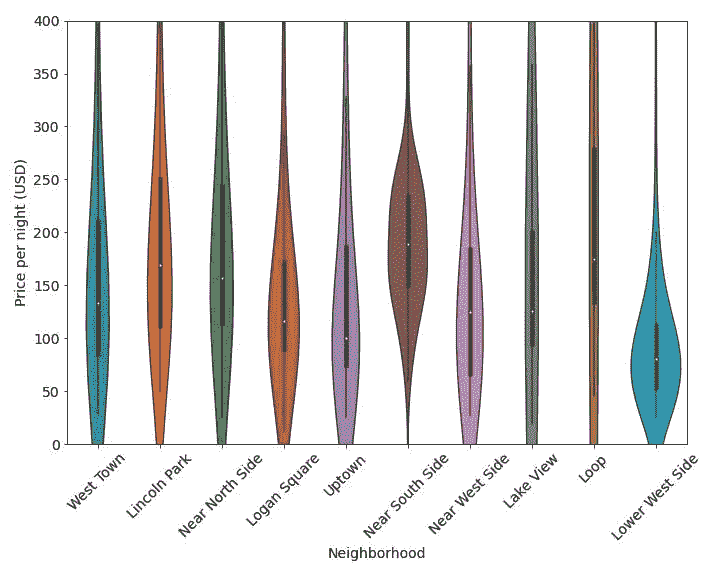 400
350
300
250
200
150
100
50
0
Price per night (USD)
West Town
Lincoln Park
Near North Side
Logan Square
Uptown
Near South Side
Near West Side
Lake View
Loop
Lower West Side
Neighborhood